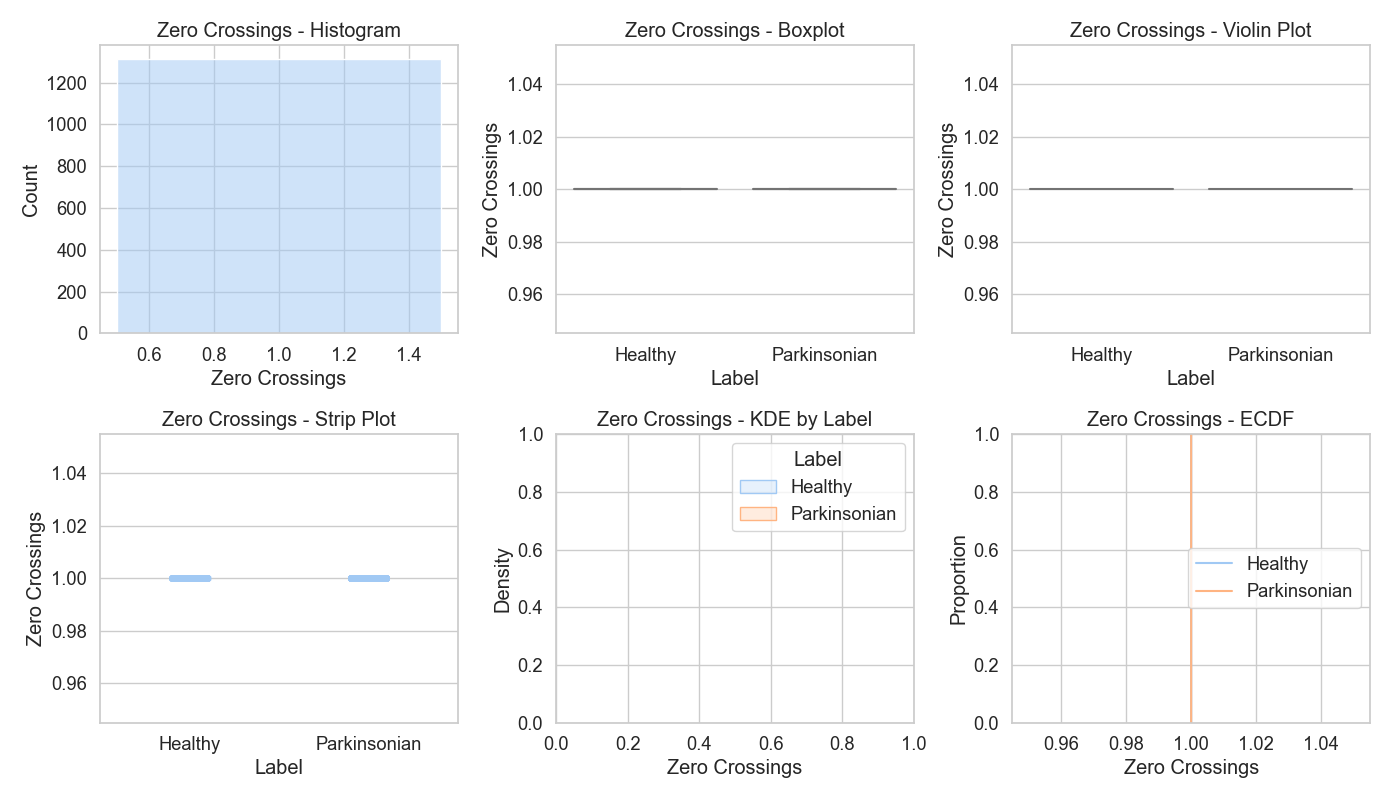 Zero Crossings - Histogram
Count
1200
1000
800
600
400
200
0
0.6 0.8 1.0 1.2 1.4
Zero Crossings
Zero Crossings - Boxplot
Zero Crossings
1.04
1.02
1.00
0.98
0.96
Healthy Parkinsonian
Label
Zero Crossings - Violin Plot
Zero Crossings
1.04
1.02
1.00
0.98
0.96
Healthy Parkinsonian
Label
Zero Crossings - Strip Plot
Zero Crossings
1.04
1.02
1.00
0.98
0.96
Healthy Parkinsonian
Label
Zero Crossings - KDE by Label
Density
1.0
0.8
0.6
0.4
0.2
0.0
Label
Healthy
Parkinsonian
0.0 0.2 0.4 0.6 0.8 1.0
Zero Crossings
Zero Crossings - ECDF
Proportion
1.0
0.8
0.6
0.4
0.2
0.0
Healthy
Parkinsonian
0.96 0.98 1.00 1.02 1.04
Zero Crossings